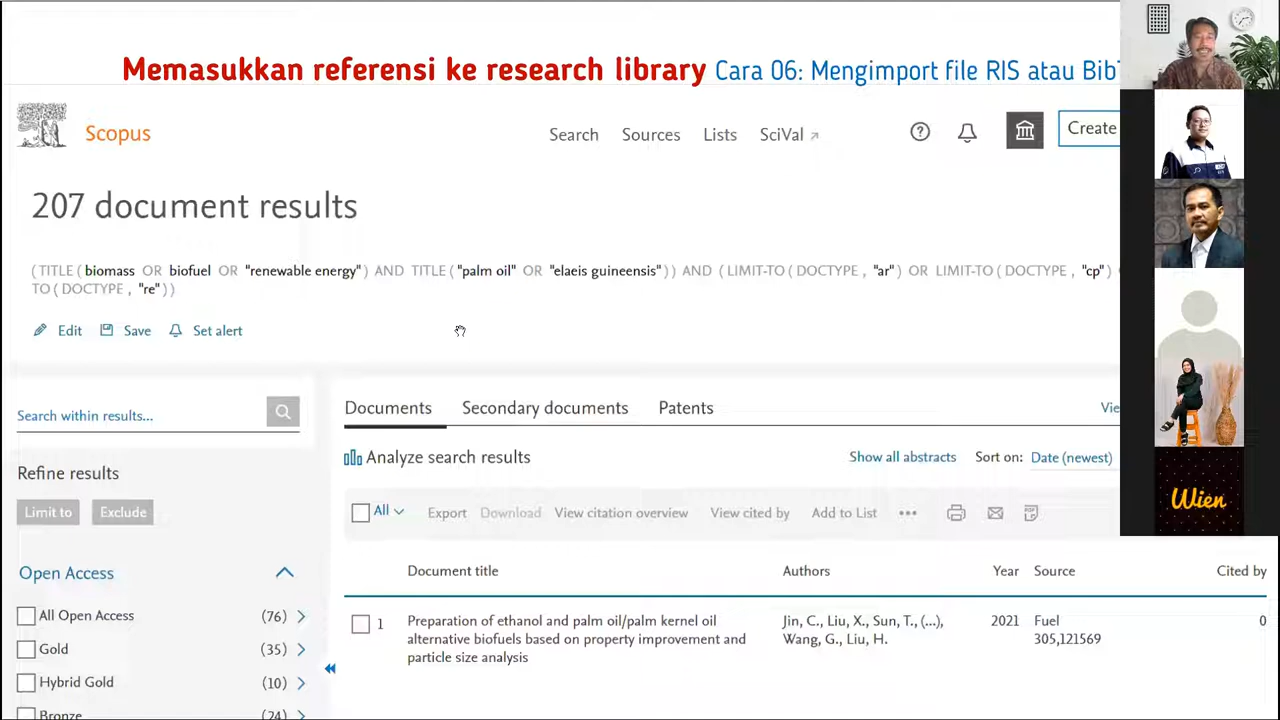 Memasukkan referensi ke research library Cara 06: Mengimport file RIS atau Bib
Scopus
Search Sources Lists SciVal
Create
207 document results
( TITLE ( biomass OR biofuel OR "renewable energy" ) AND TITLE ( "palm oil" OR "elaeis guineensis" ) ) AND ( LIMIT-TO ( DOCTYPE , "ar" ) OR LIMIT-TO ( DOCTYPE , "cp" )
TO ( DOCTYPE , "re" ) )
Edit Save Set alert
Search within results...
Documents Secondary documents Patents
Refine results
Analyze search results Show all abstracts Sort on: Date (newest)
Limit to Exclude
All Export Download View citation overview View cited by Add to List
Open Access
Document title Authors Year Source Cited by
All Open Access (76)
Gold (35)
Hybrid Gold (10)
Bronze (24)
1 Preparation of ethanol and palm oil/palm kernel oil Jin, C., Liu, X., Sun, T., (...), 2021 Fuel 0
alternative biofuels based on property improvement and Wang, G., Liu, H. 305,121569
particle size analysis
Wien